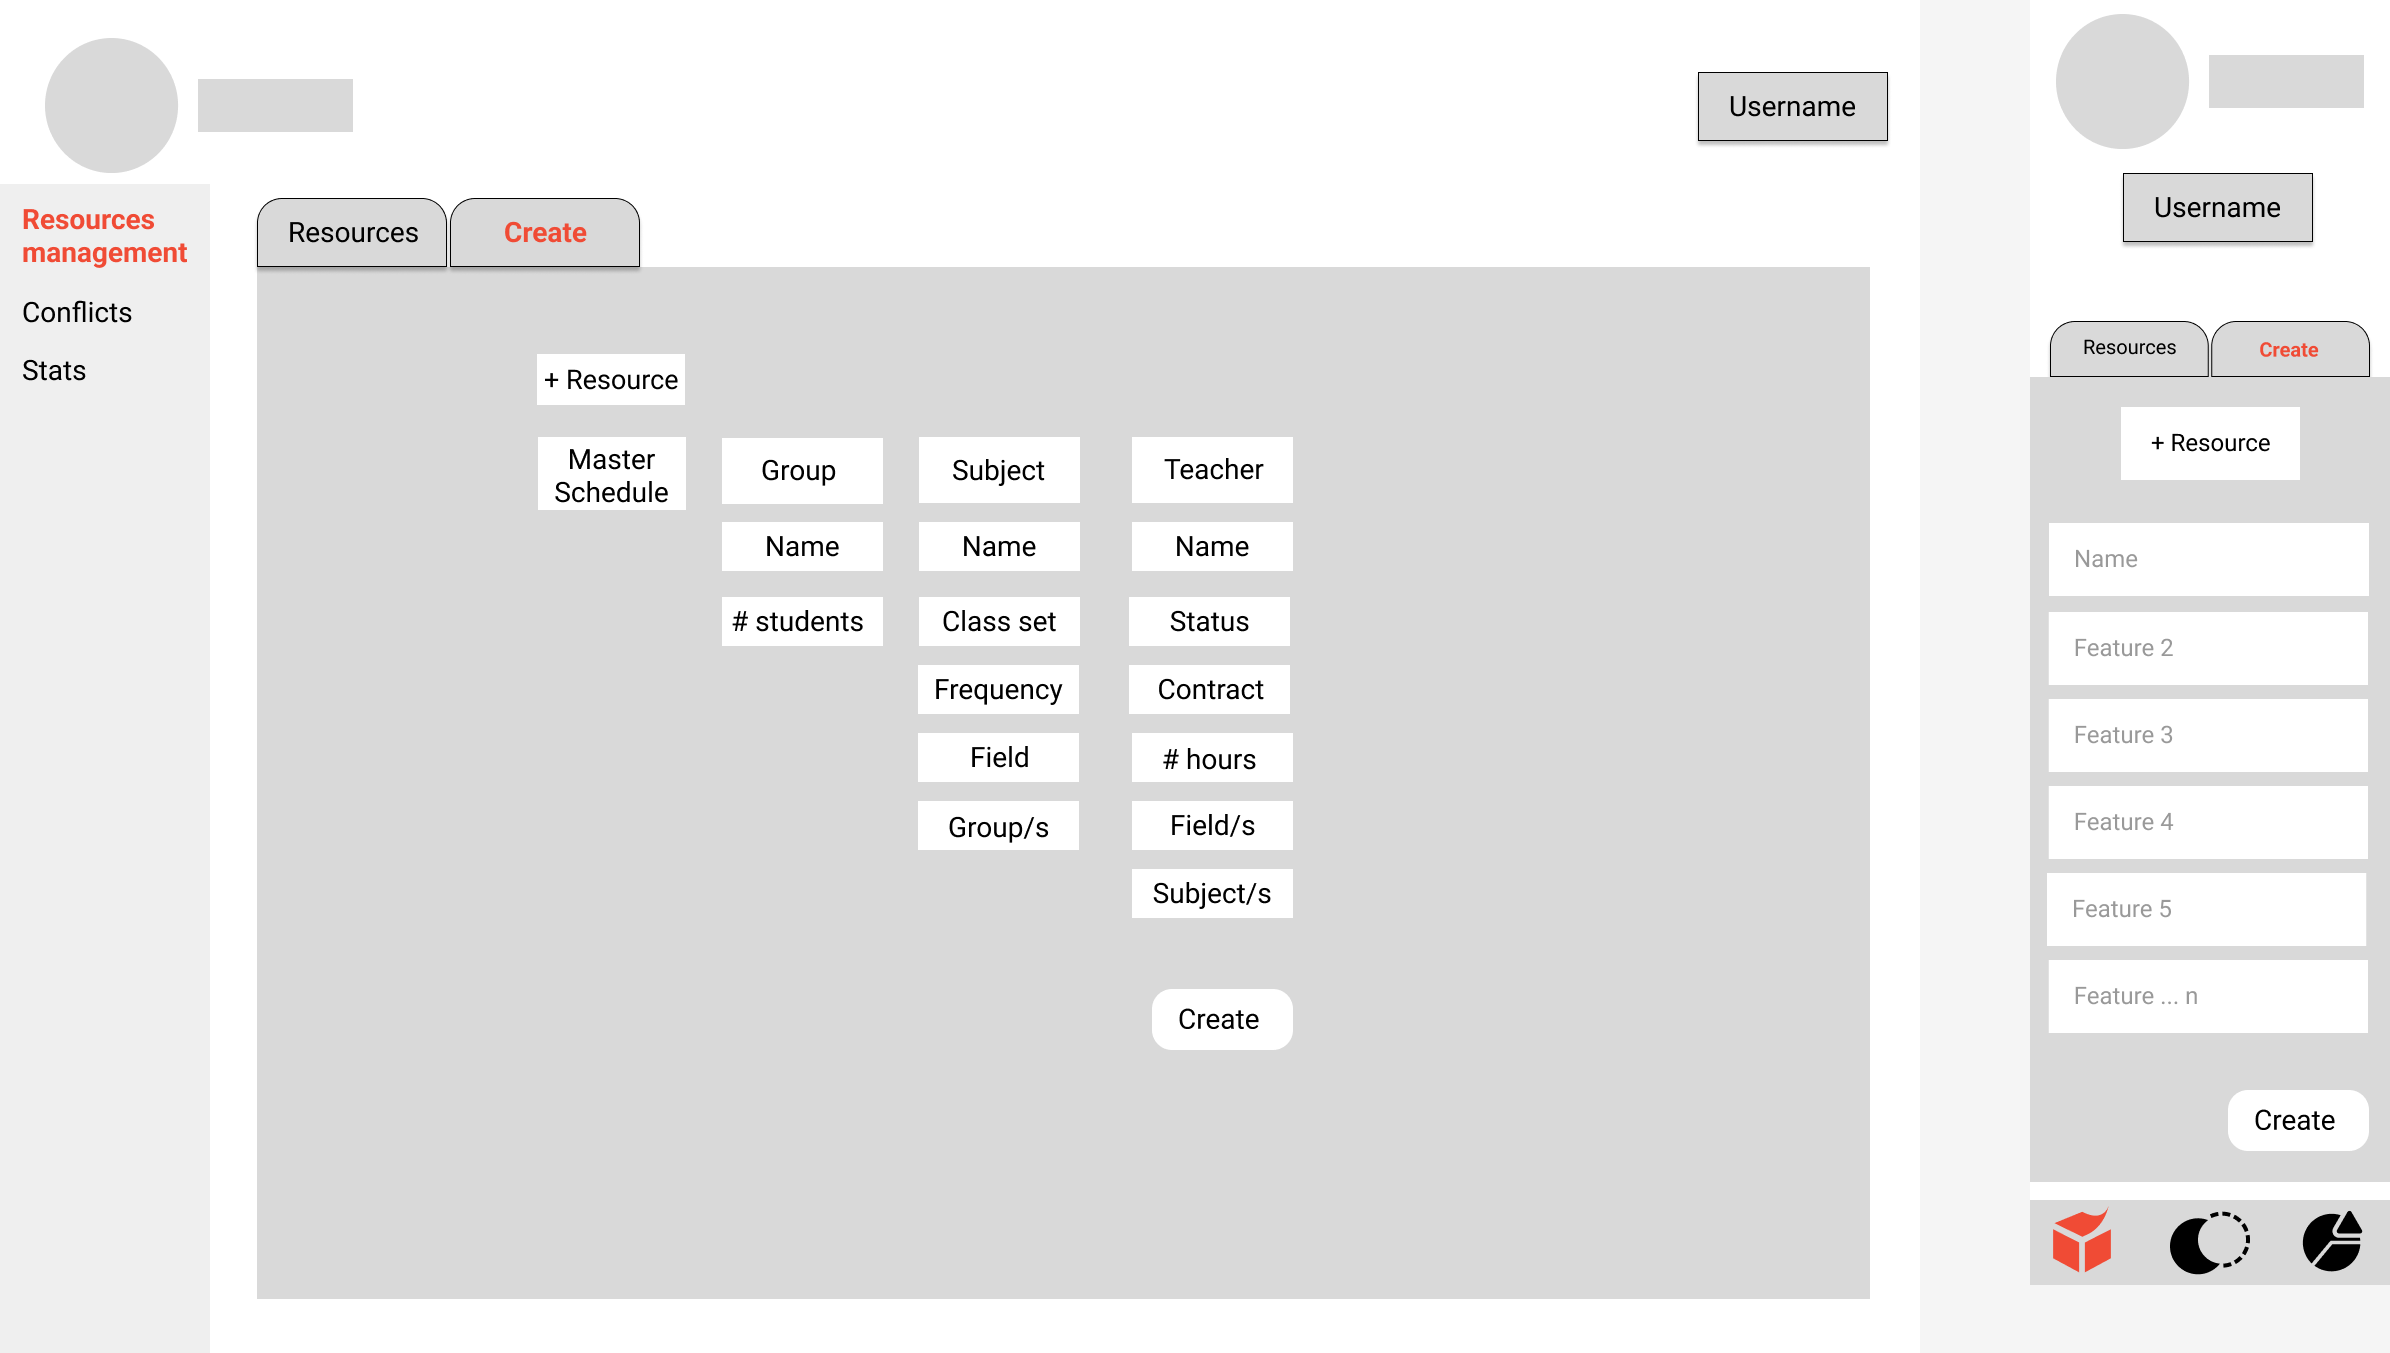 Username
Resources
management
Conflicts
Stats
Resources
Create
+ Resource
Master
Schedule
Group
Subject
Teacher
Name
Name
Name
# students
Class set
Status
Frequency
Contract
Field
# hours
Group/s
Field/s
Subject/s
Create
Username
Resources
Create
+ Resource
Name
Feature 2
Feature 3
Feature 4
Feature 5
Feature ... n
Create